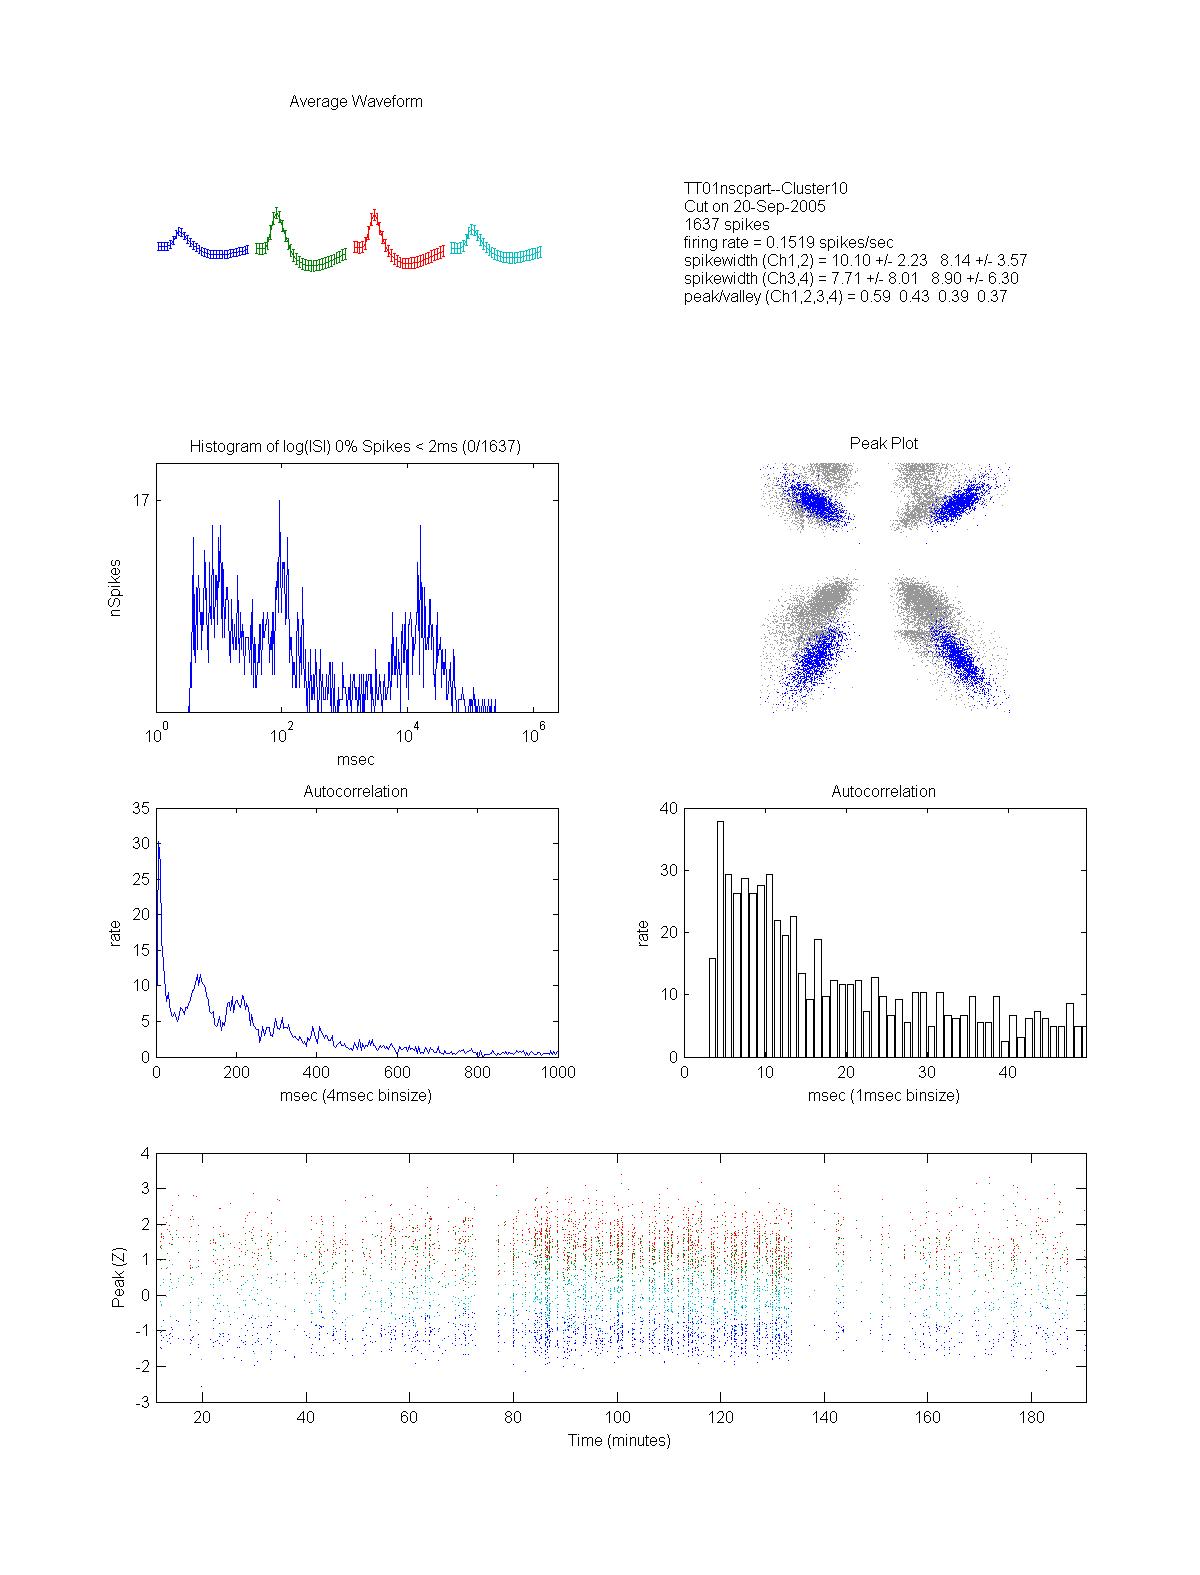 Average Waveform
TT01nscpart--Cluster10
Cut on 20-Sep-2005
1637 spikes
firing rate = 0.1519 spikes/sec
spikewidth (Ch1,2) = 10.10 +/- 2.23   8.14 +/- 3.57
spikewidth (Ch3,4) = 7.71 +/- 8.01   8.90 +/- 6.30
peak/valley (Ch1,2,3,4) = 0.59  0.43  0.39  0.37
Histogram of log(ISI) 0% Spikes < 2ms (0/1637)
17
nSpikes
10^0 10^2 10^4 10^6
msec
Peak Plot
Autocorrelation
35
30
25
20
15
10
5
0
rate
0 200 400 600 800 1000
msec (4msec binsize)
Autocorrelation
40
30
20
10
0
rate
0 10 20 30 40
msec (1msec binsize)
4
3
2
1
0
-1
-2
-3
Peak (Z)
20 40 60 80 100 120 140 160 180
Time (minutes)